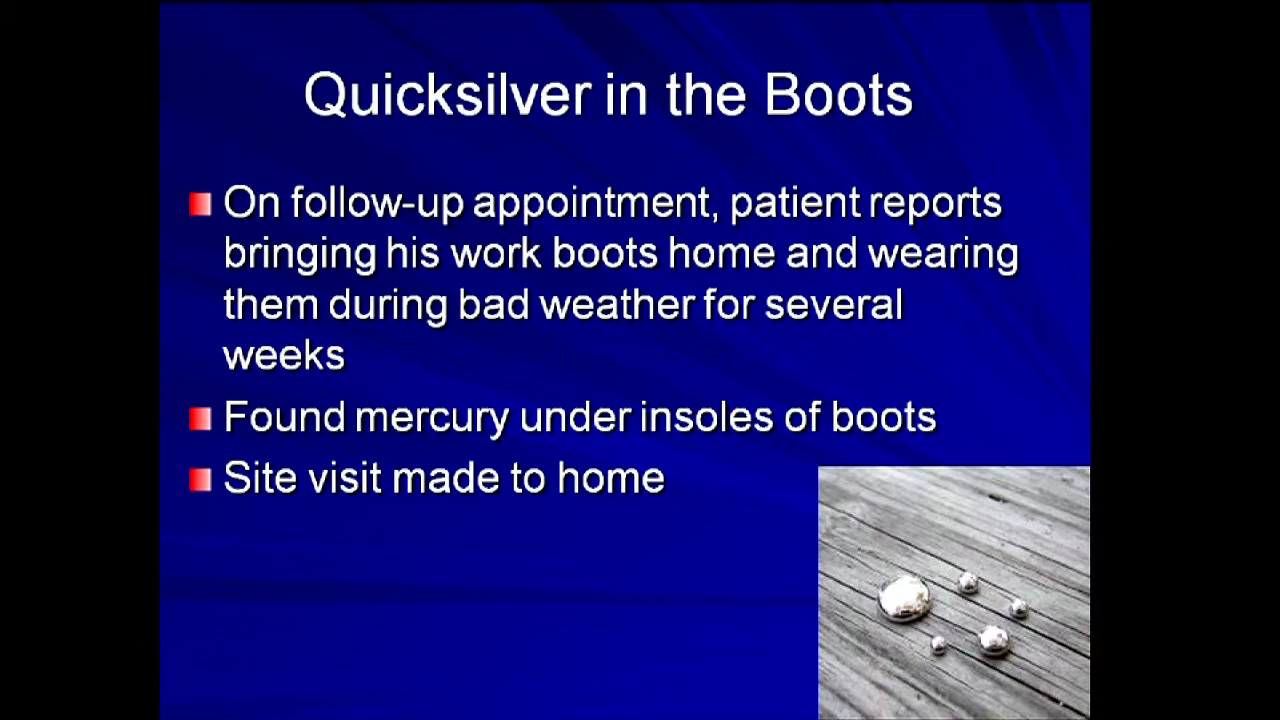 Quicksilver in the Boots
On follow-up appointment, patient reports
bringing his work boots home and wearing
them during bad weather for several
weeks
Found mercury under insoles of boots
Site visit made to home